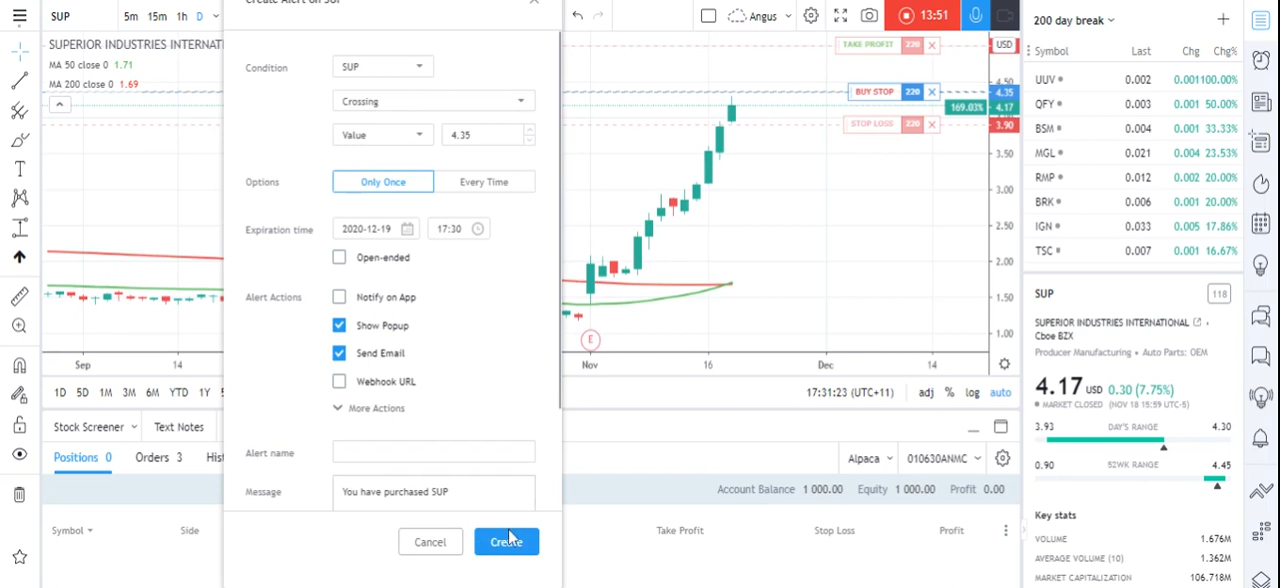 SUP
5m 15m 1h D
Angus
13:51
200 day break
Create Alert on SUP
SUPERIOR INDUSTRIES INTERNAT
MA 50 close 0 1.71
MA 200 close 0 1.69
Condition
SUP
Crossing
Value
4.35
Options
Only Once
Every Time
Expiration time
2020-12-19
17:30
Open-ended
Alert Actions
Notify on App
Show Popup
Send Email
Webhook URL
More Actions
Alert name
Message
You have purchased SUP
Cancel
Create
TAKE PROFIT 220
USD
4.50
BUY STOP 220
4.35
169.03% 4.17
STOP LOSS 220
3.90
3.50
3.00
2.50
2.00
1.50
1.00
E
Sep 14 Nov 16 Dec 14
1D 5D 1M 3M 6M YTD 1Y
17:31:23 (UTC+11)
adj % log auto
Stock Screener
Text Notes
Positions 0
Orders 3
Hist
Alpaca
010630ANMC
Account Balance 1 000.00 Equity 1 000.00 Profit 0.00
Symbol Side Take Profit Stop Loss Profit
Symbol Last Chg Chg%
UUV 0.002 0.001 100.00%
QFY 0.003 0.001 50.00%
BSM 0.004 0.001 33.33%
MGL 0.021 0.004 23.53%
RMP 0.012 0.002 20.00%
BRK 0.006 0.001 20.00%
IGN 0.033 0.005 17.86%
TSC 0.007 0.001 16.67%
SUP
118
SUPERIOR INDUSTRIES INTERNATIONAL
Cboe BZX
Producer Manufacturing • Auto Parts: OEM
4.17 USD 0.30 (7.75%)
MARKET CLOSED (NOV 18 15:59 UTC-5)
3.93 DAY'S RANGE 4.30
0.90 52WK RANGE 4.45
Key stats
VOLUME 1.676M
AVERAGE VOLUME (10) 1.362M
MARKET CAPITALIZATION 106.718M